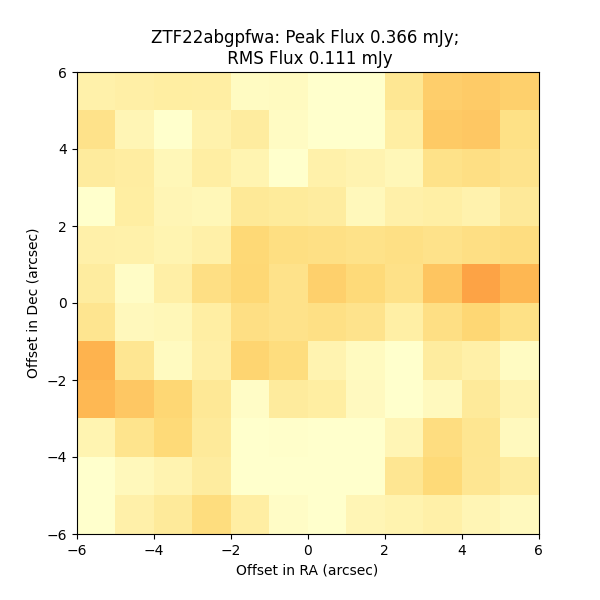 ZTF22abgpfwa: Peak Flux 0.366 mJy;
RMS Flux 0.111 mJy
6
4
2
0
−2
−4
−6
Offset in Dec (arcsec)
−6 −4 −2 0 2 4 6
Offset in RA (arcsec)